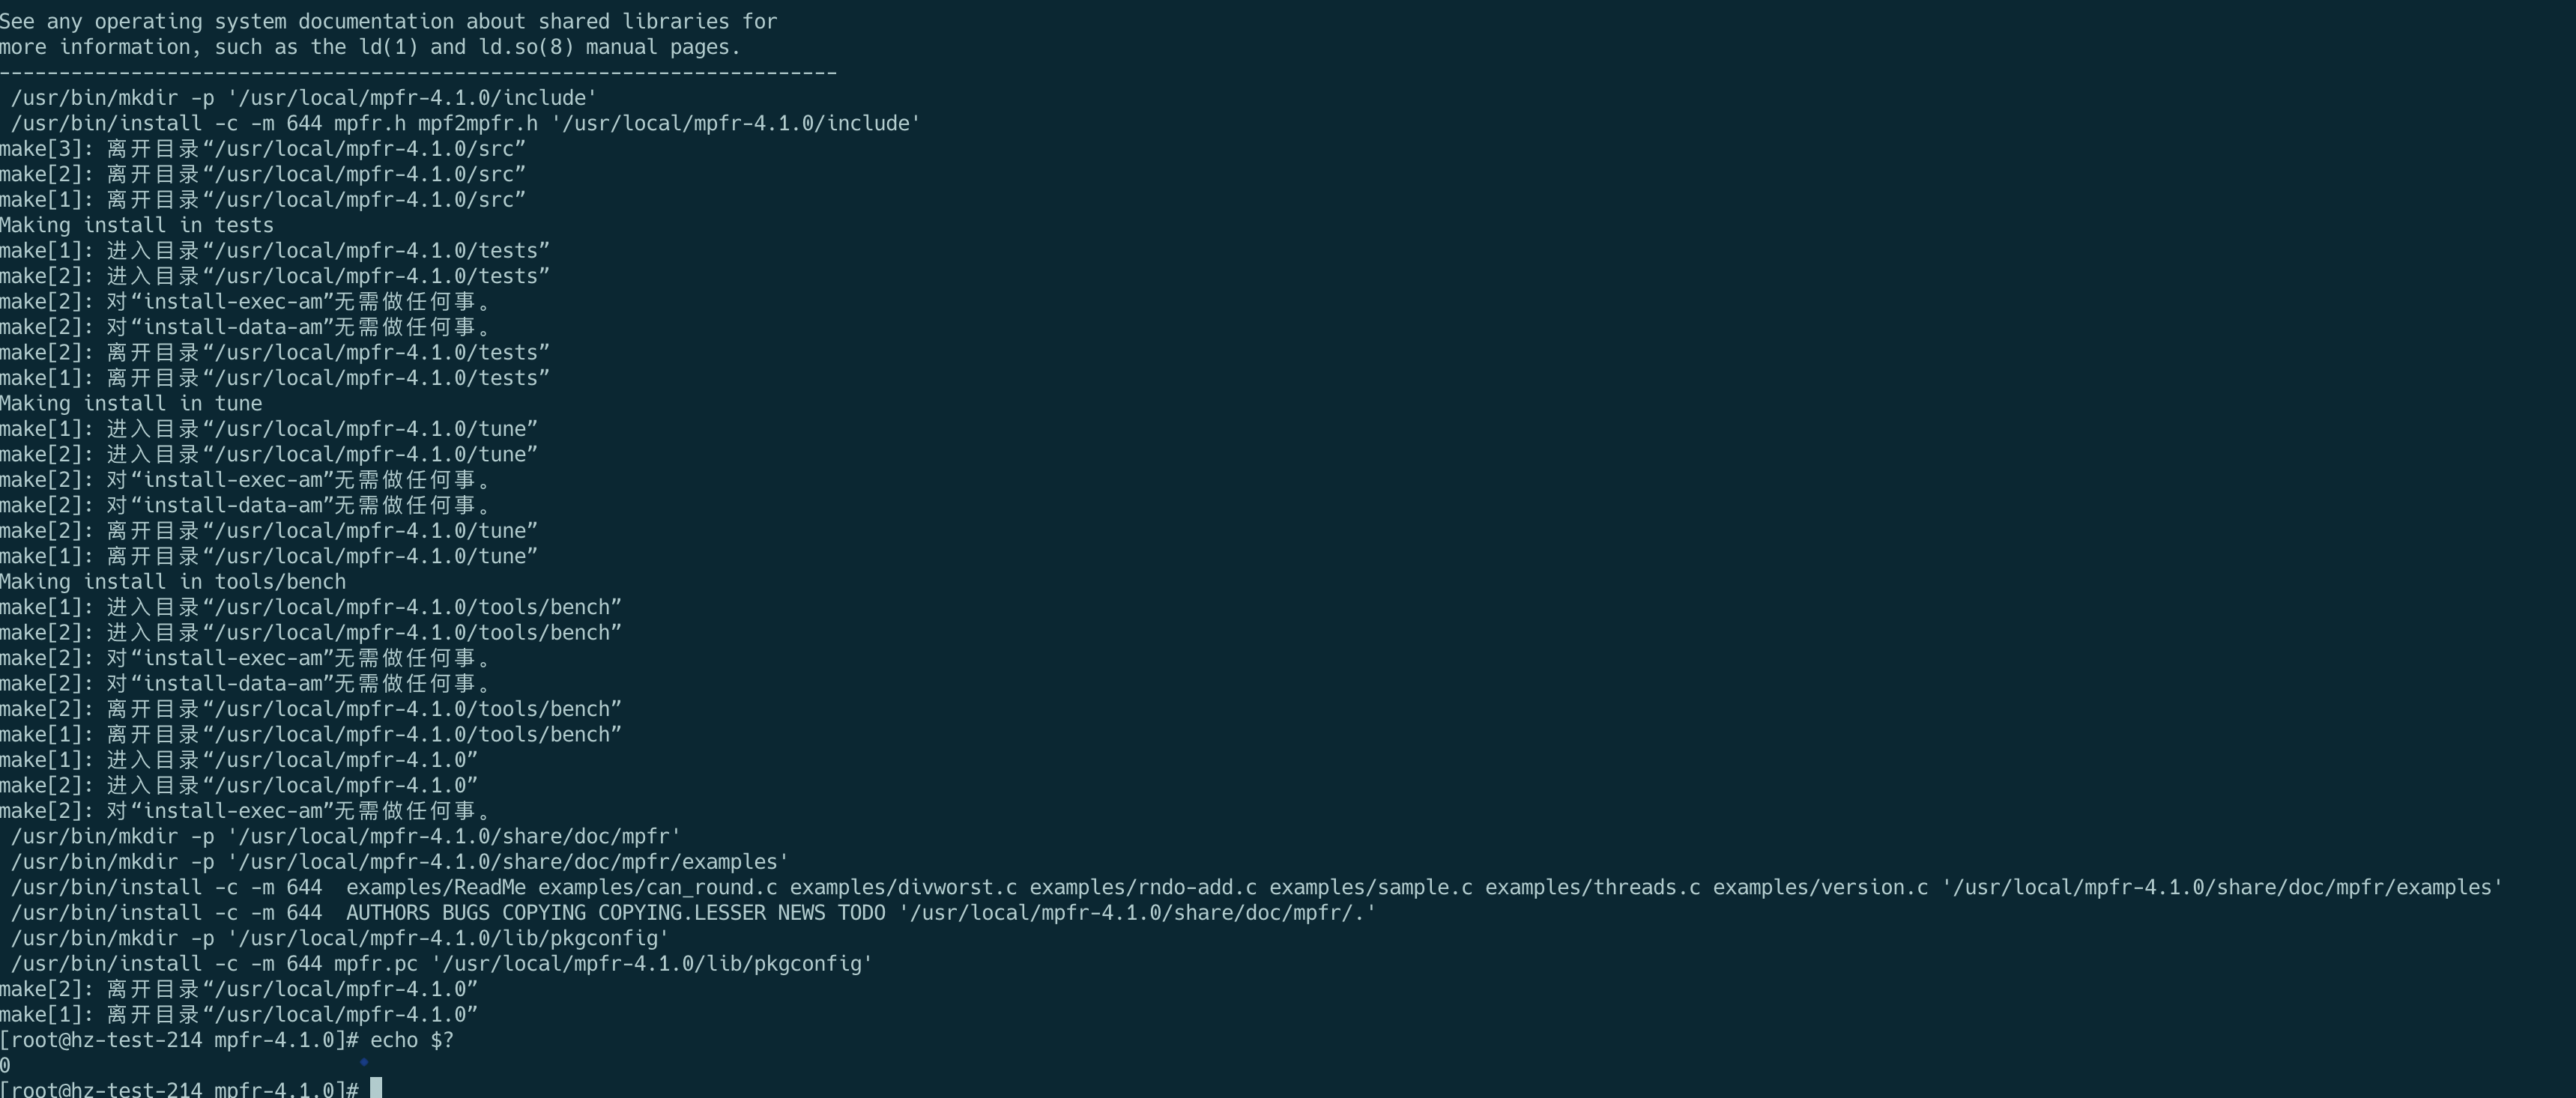 See any operating system documentation about shared libraries for
more information, such as the ld(1) and ld.so(8) manual pages.
----------------------------------------------------------------------
 /usr/bin/mkdir -p '/usr/local/mpfr-4.1.0/include'
 /usr/bin/install -c -m 644 mpfr.h mpf2mpfr.h '/usr/local/mpfr-4.1.0/include'
make[3]: 离开目录“/usr/local/mpfr-4.1.0/src”
make[2]: 离开目录“/usr/local/mpfr-4.1.0/src”
make[1]: 离开目录“/usr/local/mpfr-4.1.0/src”
Making install in tests
make[1]: 进入目录“/usr/local/mpfr-4.1.0/tests”
make[2]: 进入目录“/usr/local/mpfr-4.1.0/tests”
make[2]: 对“install-exec-am”无需做任何事。
make[2]: 对“install-data-am”无需做任何事。
make[2]: 离开目录“/usr/local/mpfr-4.1.0/tests”
make[1]: 离开目录“/usr/local/mpfr-4.1.0/tests”
Making install in tune
make[1]: 进入目录“/usr/local/mpfr-4.1.0/tune”
make[2]: 进入目录“/usr/local/mpfr-4.1.0/tune”
make[2]: 对“install-exec-am”无需做任何事。
make[2]: 对“install-data-am”无需做任何事。
make[2]: 离开目录“/usr/local/mpfr-4.1.0/tune”
make[1]: 离开目录“/usr/local/mpfr-4.1.0/tune”
Making install in tools/bench
make[1]: 进入目录“/usr/local/mpfr-4.1.0/tools/bench”
make[2]: 进入目录“/usr/local/mpfr-4.1.0/tools/bench”
make[2]: 对“install-exec-am”无需做任何事。
make[2]: 对“install-data-am”无需做任何事。
make[2]: 离开目录“/usr/local/mpfr-4.1.0/tools/bench”
make[1]: 离开目录“/usr/local/mpfr-4.1.0/tools/bench”
make[1]: 进入目录“/usr/local/mpfr-4.1.0”
make[2]: 进入目录“/usr/local/mpfr-4.1.0”
make[2]: 对“install-exec-am”无需做任何事。
 /usr/bin/mkdir -p '/usr/local/mpfr-4.1.0/share/doc/mpfr'
 /usr/bin/mkdir -p '/usr/local/mpfr-4.1.0/share/doc/mpfr/examples'
 /usr/bin/install -c -m 644  examples/ReadMe examples/can_round.c examples/divworst.c examples/rndo-add.c examples/sample.c examples/threads.c examples/version.c '/usr/local/mpfr-4.1.0/share/doc/mpfr/examples'
 /usr/bin/install -c -m 644  AUTHORS BUGS COPYING COPYING.LESSER NEWS TODO '/usr/local/mpfr-4.1.0/share/doc/mpfr/.'
 /usr/bin/mkdir -p '/usr/local/mpfr-4.1.0/lib/pkgconfig'
 /usr/bin/install -c -m 644 mpfr.pc '/usr/local/mpfr-4.1.0/lib/pkgconfig'
make[2]: 离开目录“/usr/local/mpfr-4.1.0”
make[1]: 离开目录“/usr/local/mpfr-4.1.0”
[root@hz-test-214 mpfr-4.1.0]# echo $?
0
[root@hz-test-214 mpfr-4.1.0]#